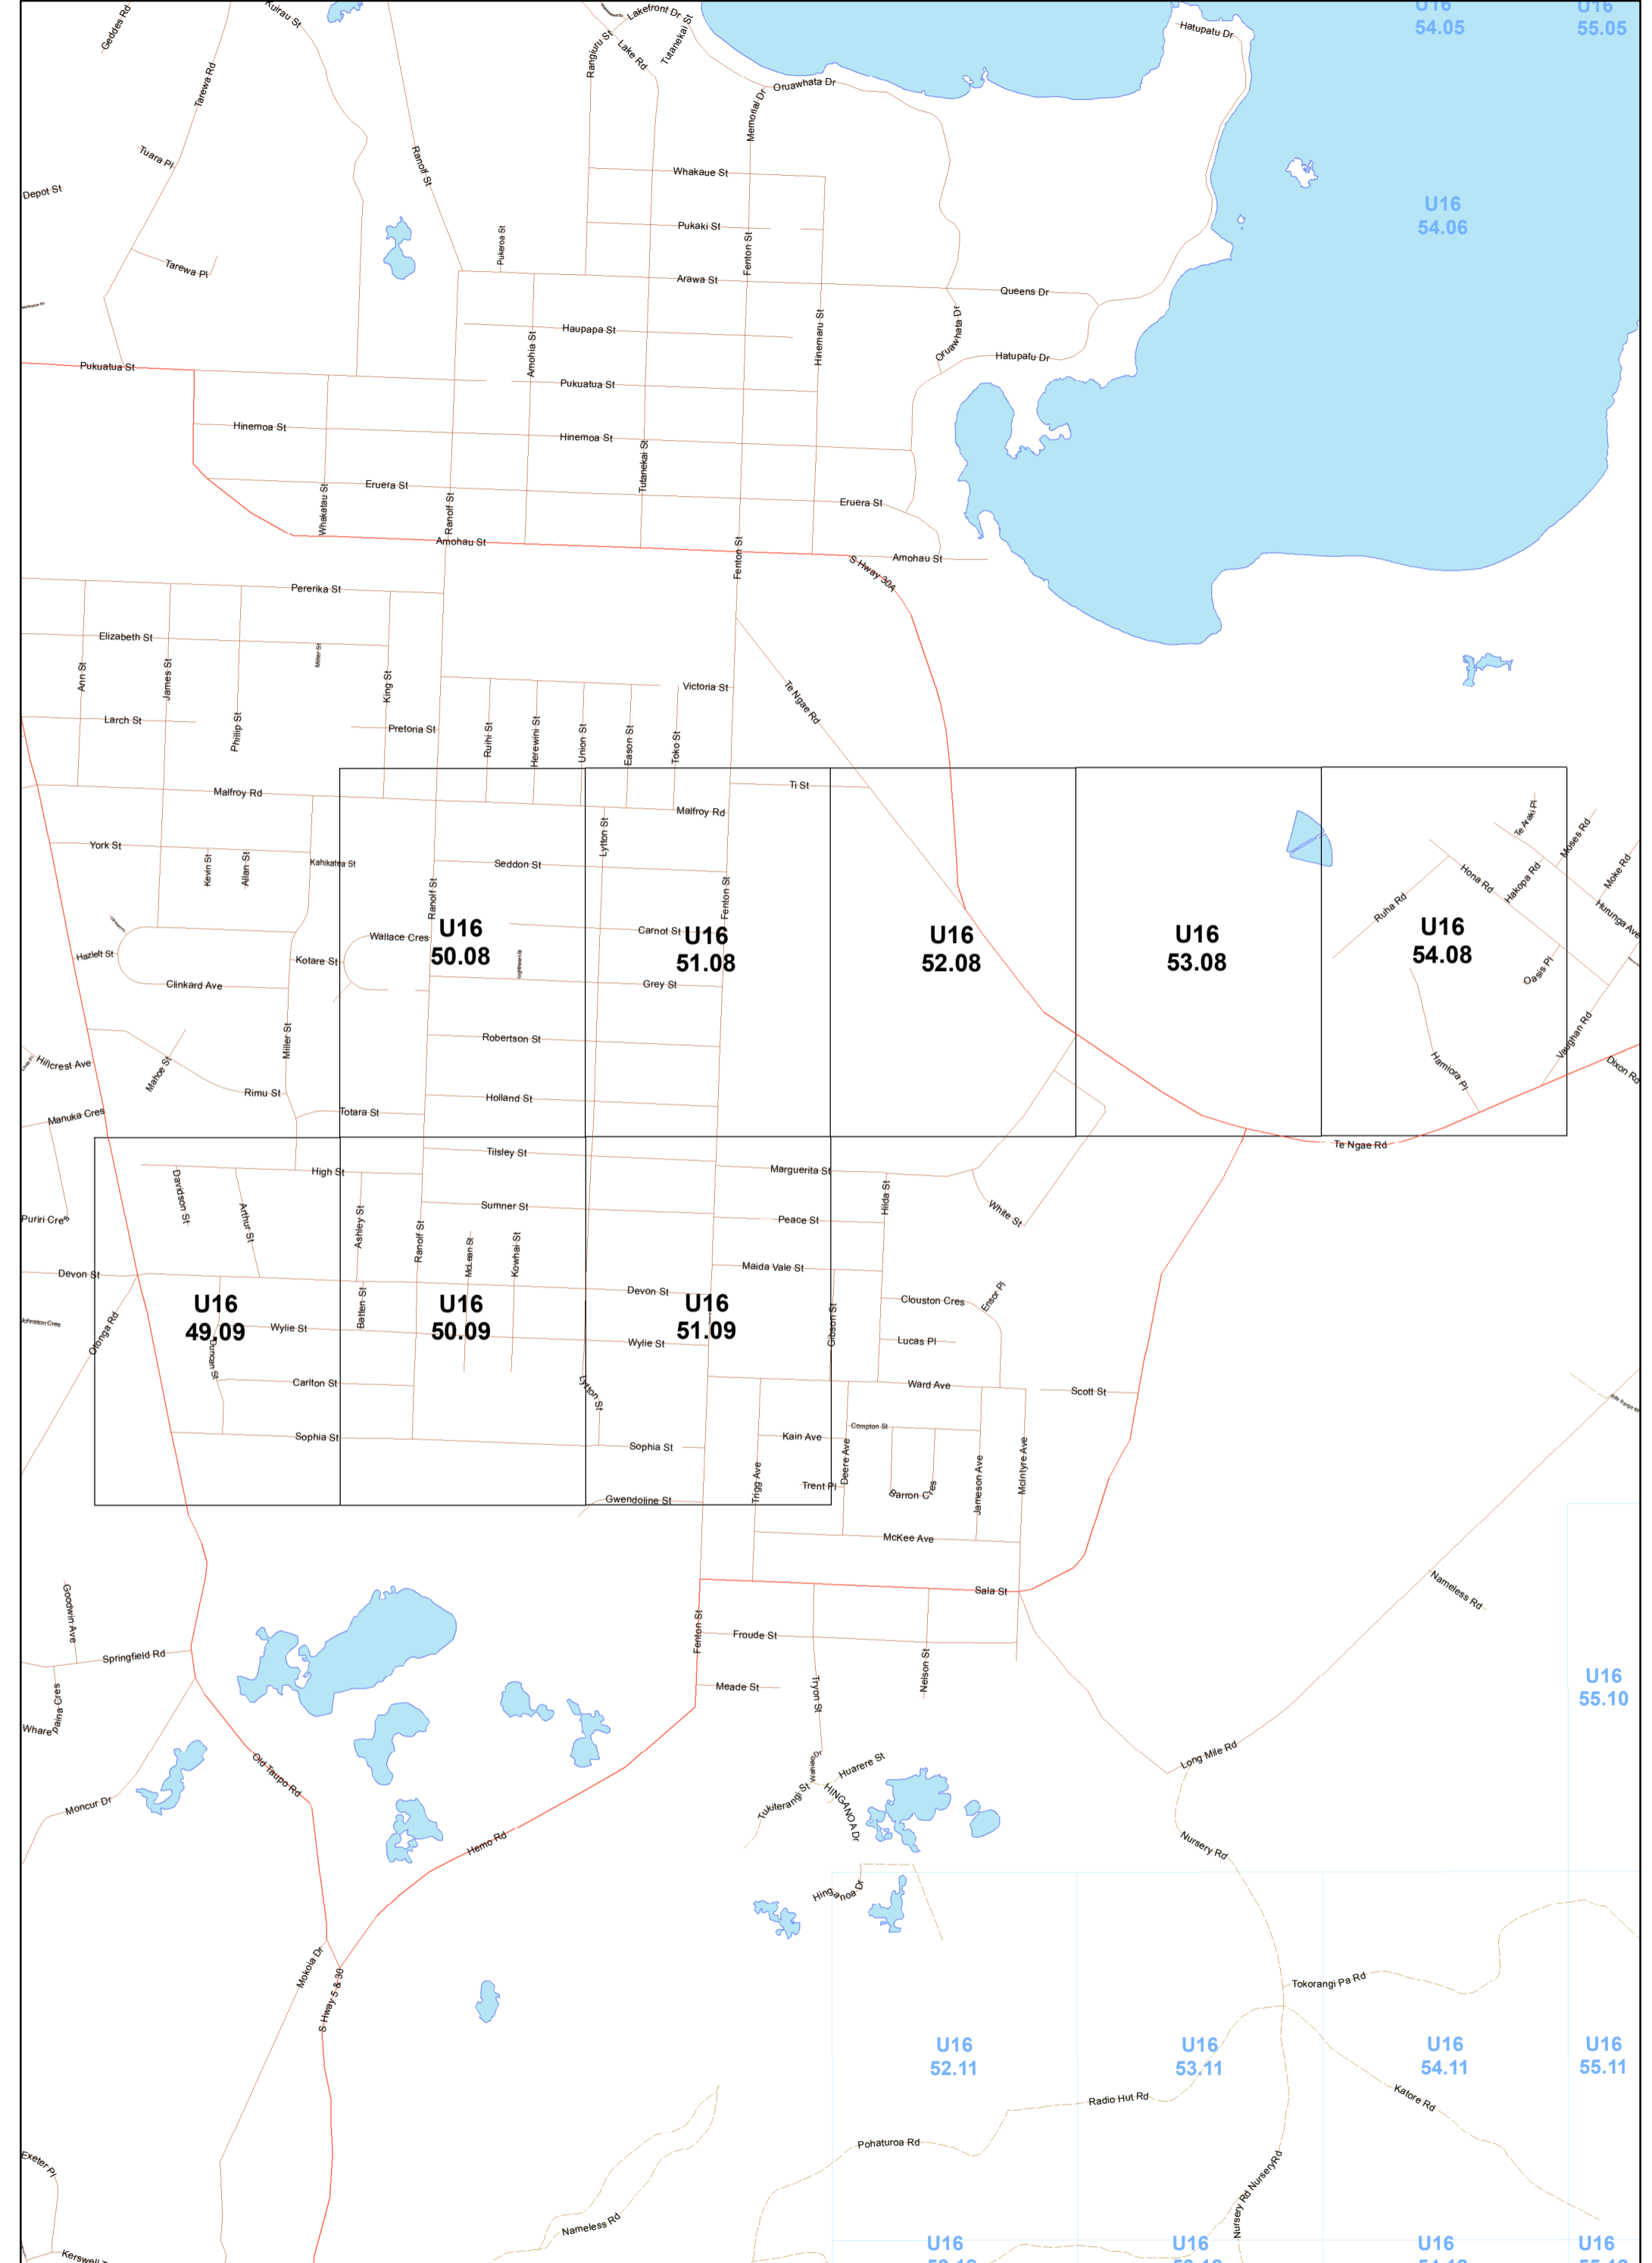 U16
54.05
U16
55.05
Geddes Rd
Kuirau St
Lakefront Dr
Rangiuru St
Lake Rd
Tutanekai St
Hatupatu Dr
Tarewa Rd
Oruawhata Dr
Memorial Dr
Tuara Pl
Ranolf St
Whakaue St
Depot St
U16
54.06
Pukaki St
Pukeroa St
Fenton St
Tarewa Pl
Arawa St
Queens Dr
Haupapa St
Amohia St
Hinemaru St
Oruawhata Dr
Hatupatu Dr
Pukuatua St
Pukuatua St
Hinemoa St
Hinemoa St
Tutanekai St
Eruera St
Eruera St
Whakatau St
Ranolf St
Amohau St
Fenton St
Amohau St
S Hway 30A
Pererika St
Elizabeth St
Miller St
Ann St
James St
King St
Victoria St
Te Ngae Rd
Larch St
Phillip St
Pretoria St
Ruihi St
Herewini St
Union St
Eason St
Toko St
Malfroy Rd
Ti St
Malfroy Rd
Te Araki Pl
Moses Rd
York St
Kevin St
Allan St
Kahikatea St
Seddon St
Lytton St
Hona Rd
Hakopa Rd
Moke Rd
Ranolf St
Fenton St
Ruha Rd
Hurunga Ave
Wallace Cres
U16
50.08
Carnot St
U16
51.08
U16
52.08
U16
53.08
U16
54.08
Hazlett St
Kotare St
Oasis Pl
Clinkard Ave
Grey St
Miller St
Robertson St
Vaughan Rd
Hillcrest Ave
Mahoe St
Hamiora Pl
Dixon Rd
Rimu St
Holland St
Manuka Cres
Totara St
Te Ngae Rd
Tilsley St
High St
Marguerita St
Davidson St
Arthur St
Ashley St
Ranolf St
Sumner St
Hilda St
White St
Puriri Cres
Peace St
McLean St
Kowhai St
Devon St
Maida Vale St
Devon St
Clouston Cres
Ensor Pl
U16
49.09
Batten St
U16
50.09
U16
51.09
Johnston Cres
Otonga Rd
Wylie St
Wylie St
Gibson St
Lucas Pl
Duncan St
Carlton St
Lytton St
Ward Ave
Scott St
Compton St
Sophia St
Sophia St
Kain Ave
Deere Ave
McIntyre Ave
Trigg Ave
Trent Pl
Barron Cres
Jameson Ave
Gwendoline St
McKee Ave
Sala St
Nameless Rd
Goodwin Ave
Fenton St
Froude St
Springfield Rd
Nelson St
Meade St
Tryon St
U16
55.10
Wharepaina Cres
Old Taupo Rd
Wahiao Dr
Huarere St
Long Mile Rd
Moncur Dr
Tukiterangi St
HINGANOA Dr
Hemo Rd
Nursery Rd
Hinganoa Dr
Mokoia Dr
S Hway 5 & 30
Tokorangi Pa Rd
U16
52.11
U16
53.11
U16
54.11
U16
55.11
Radio Hut Rd
Katore Rd
Pohaturoa Rd
Exeter Pl
Nursery Rd
Nursery Rd
Nameless Rd
U16
U16
U16
U16